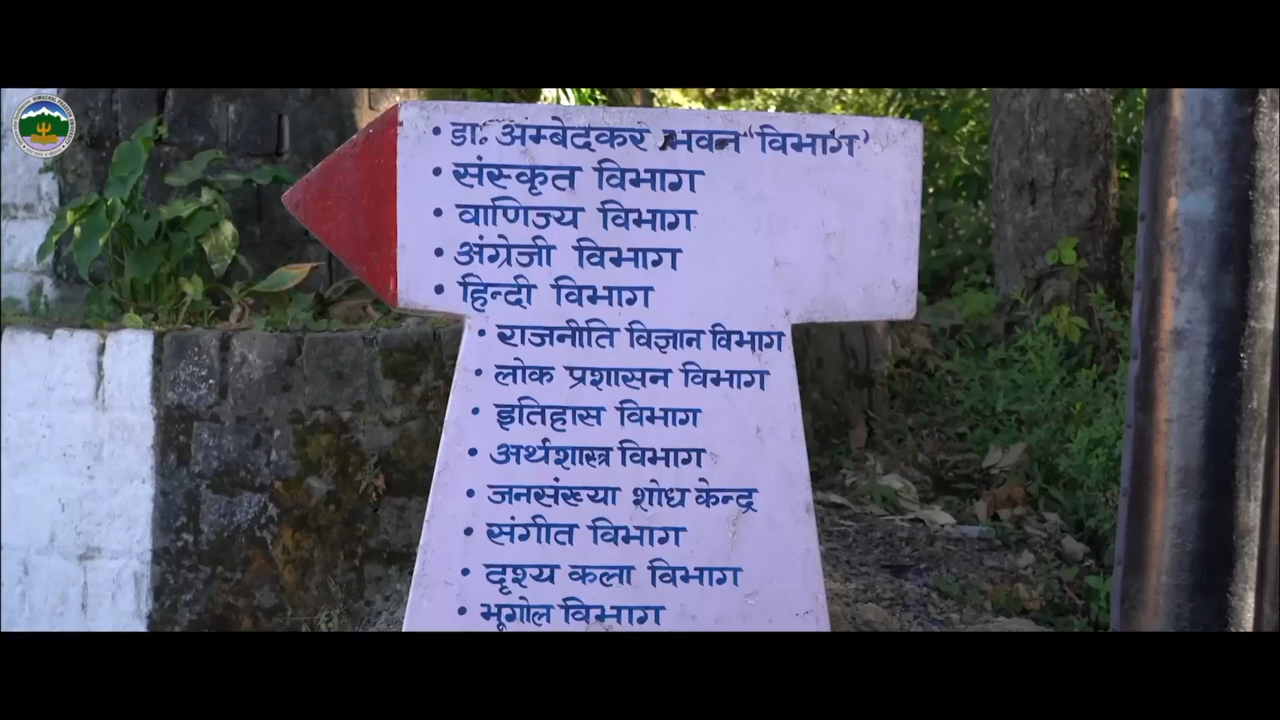 • डा. अम्बेदकर भवन "विभाग"
• संस्कृत विभाग
• वाणिज्य विभाग
• अंग्रेजी विभाग
• हिन्दी विभाग
• राजनीति विज्ञान विभाग
• लोक प्रशासन विभाग
• इतिहास विभाग
• अर्थशास्त्र विभाग
• जनसंख्या शोध केन्द्र
• संगीत विभाग
• दृश्य कला विभाग
• भूगोल विभाग